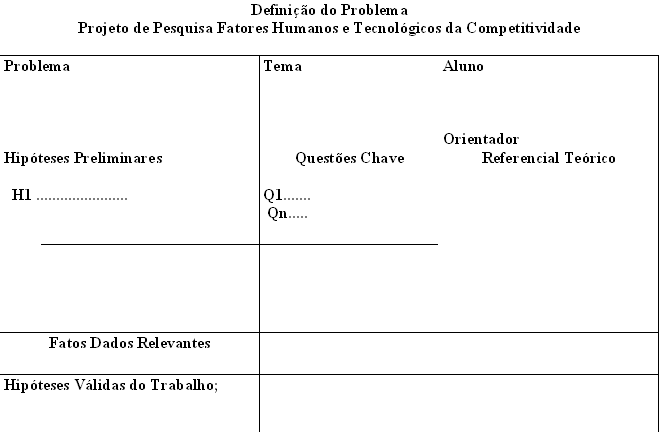 Definição do Problema
Projeto de Pesquisa Fatores Humanos e Tecnológicos da Competitividade
Problema Tema Aluno
Orientador
Hipóteses Preliminares Questões Chave Referencial Teórico
H1 ....................... Q1.......
Qn.....
Fatos Dados Relevantes
Hipóteses Válidas do Trabalho;